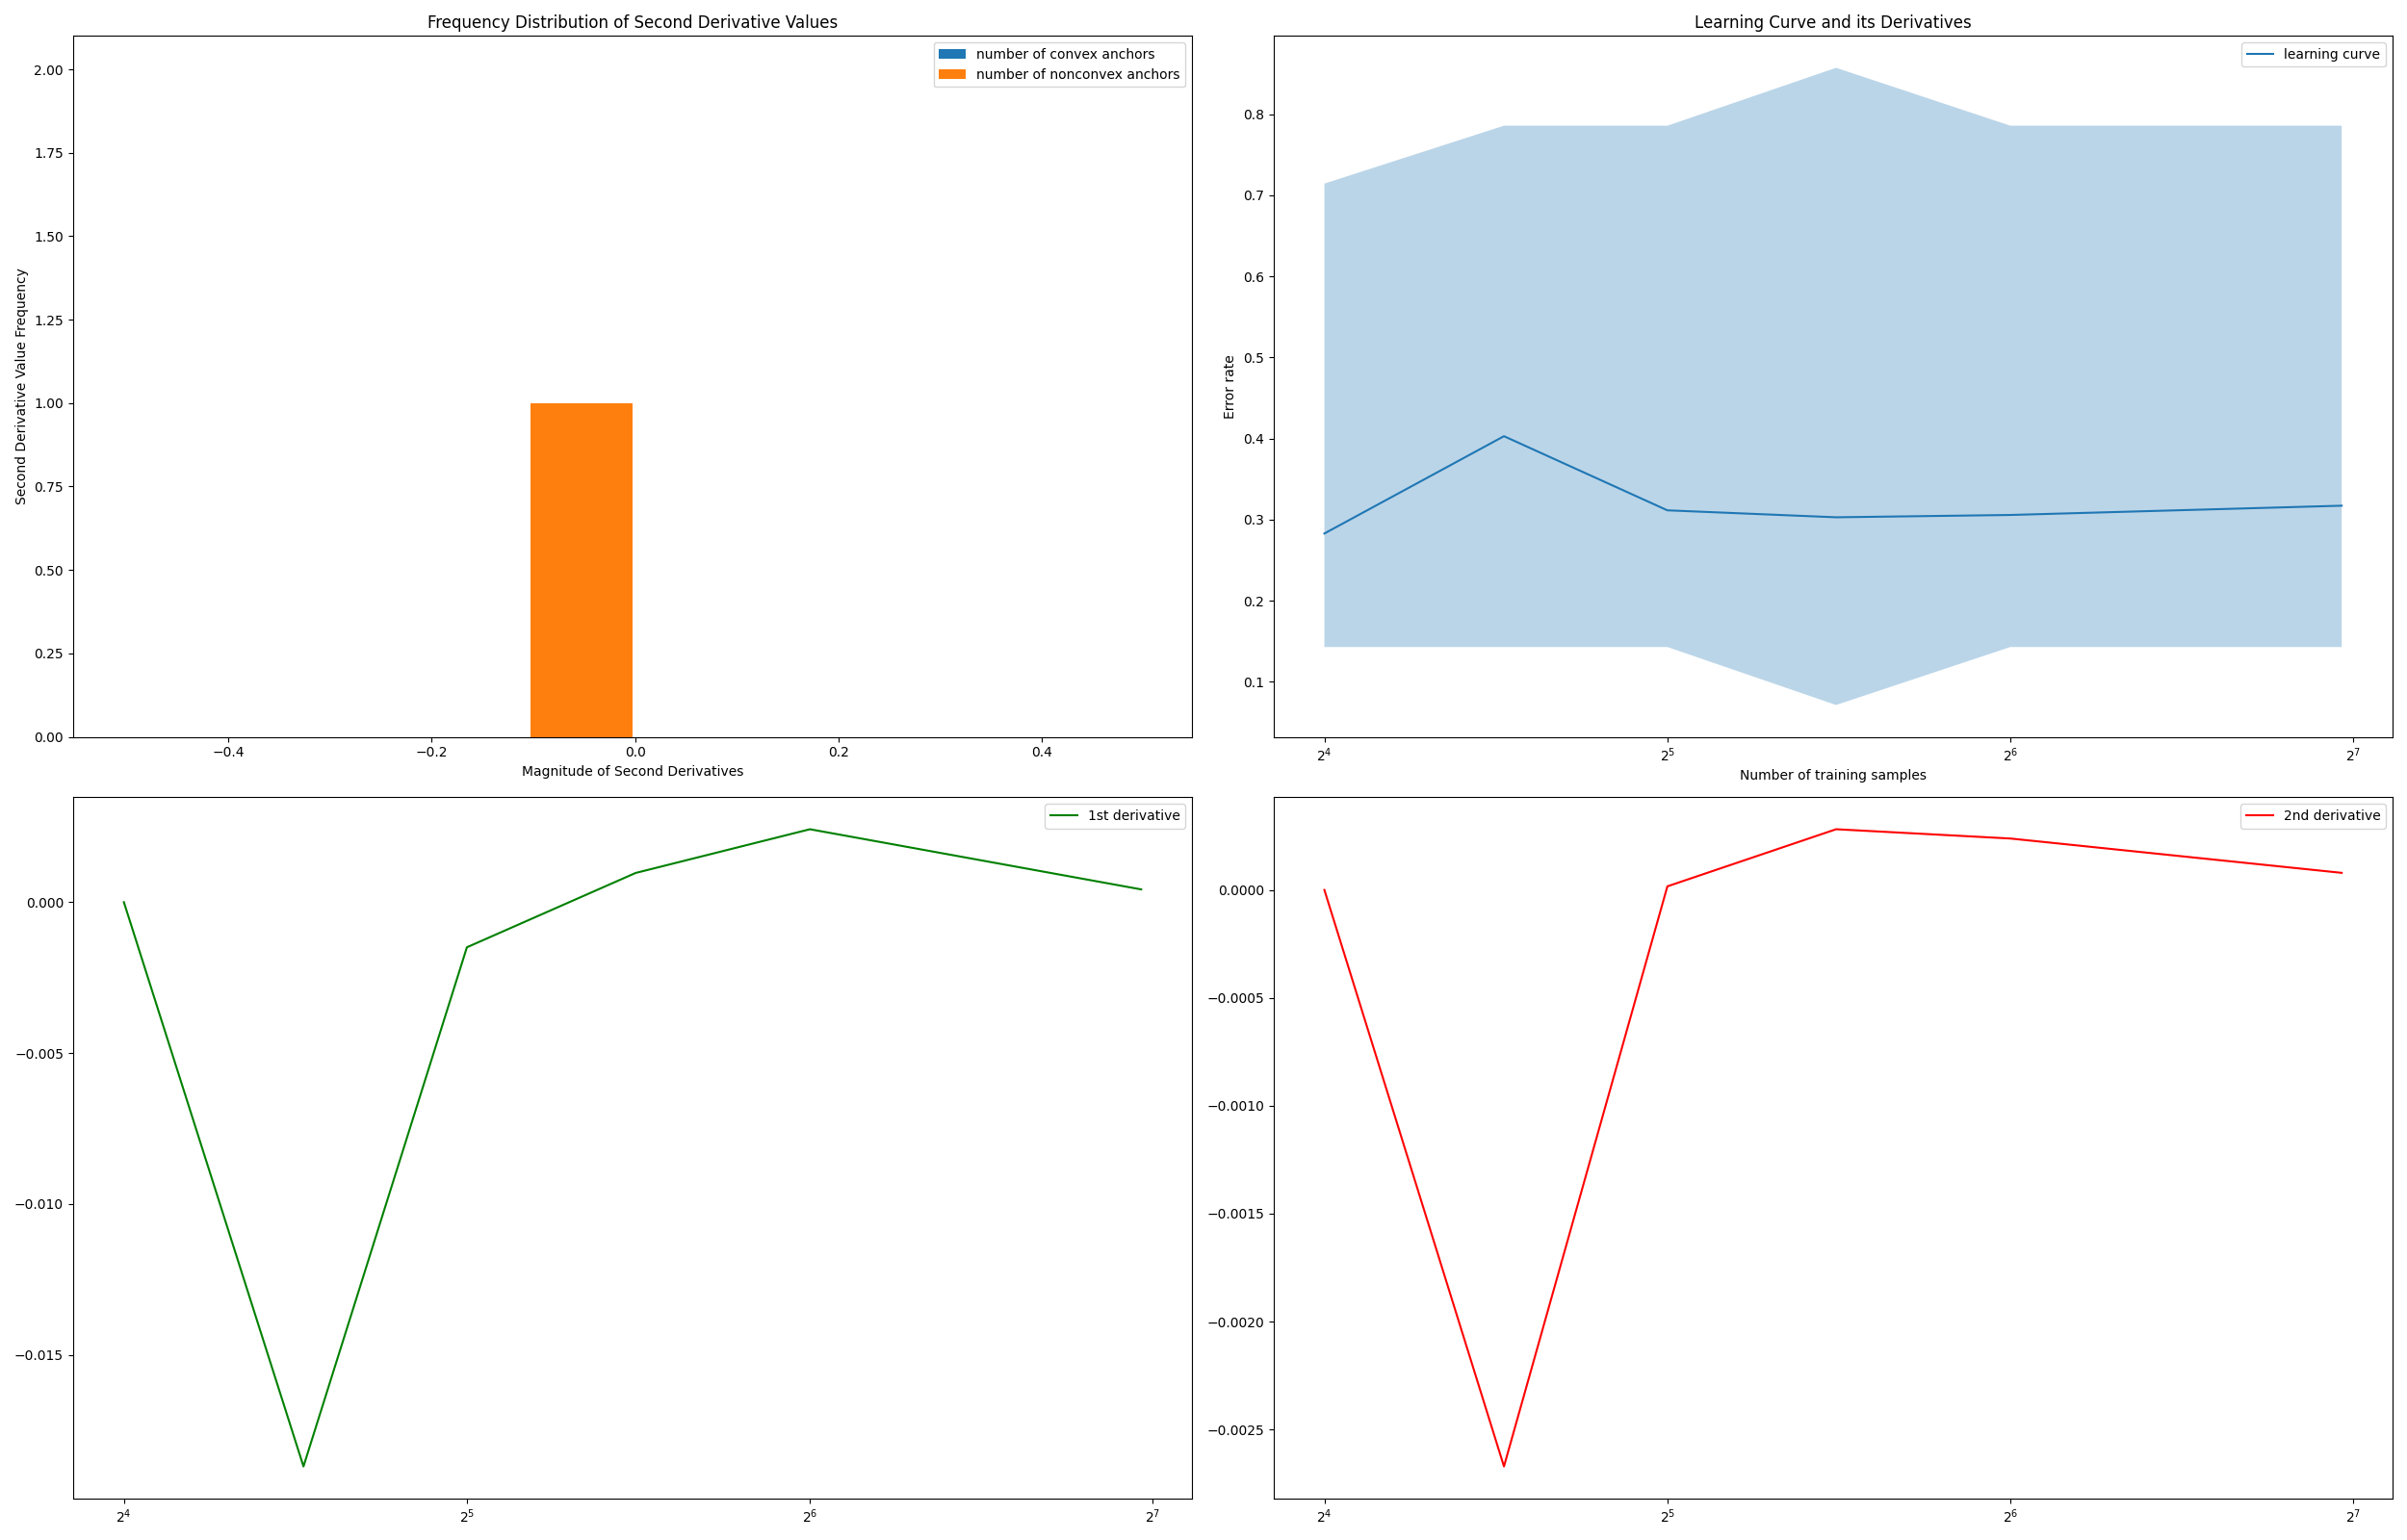 Frequency Distribution of Second Derivative Values
number of convex anchors
number of nonconvex anchors
2.00
1.75
1.50
1.25
1.00
0.75
0.50
0.25
0.00
Second Derivative Value Frequency
−0.4 −0.2 0.0 0.2 0.4
Magnitude of Second Derivatives
Learning Curve and its Derivatives
learning curve
0.8
0.7
0.6
0.5
0.4
0.3
0.2
0.1
Error rate
2⁴ 2⁵ 2⁶ 2⁷
Number of training samples
1st derivative
0.000
−0.005
−0.010
−0.015
2⁴ 2⁵ 2⁶ 2⁷
2nd derivative
0.0000
−0.0005
−0.0010
−0.0015
−0.0020
−0.0025
2⁴ 2⁵ 2⁶ 2⁷